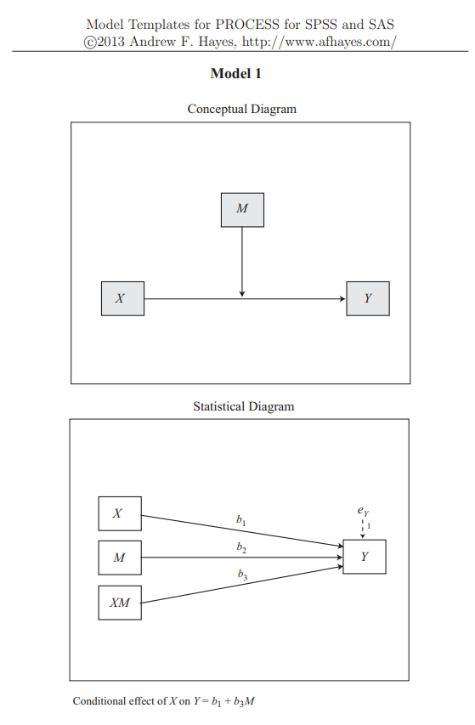 Model Templates for PROCESS for SPSS and SAS
©2013 Andrew F. Hayes, http://www.afhayes.com/
Model 1
Conceptual Diagram
M
X
Y
Statistical Diagram
X
b1
eY
1
M
b2
Y
b3
XM
Conditional effect of X on Y = b1 + b3M